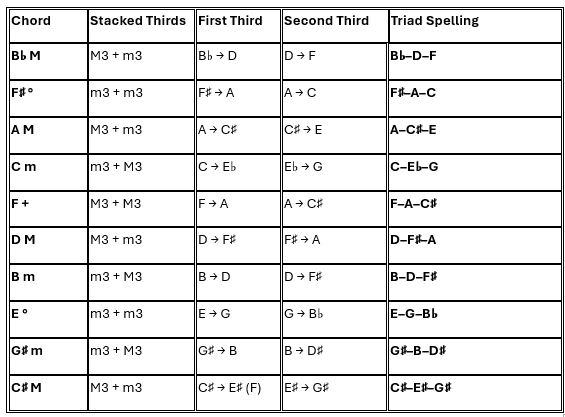 Chord Stacked Thirds First Third Second Third Triad Spelling
B♭ M M3 + m3 B♭ → D D → F B♭–D–F
F♯ ° m3 + m3 F♯ → A A → C F♯–A–C
A M M3 + m3 A → C♯ C♯ → E A–C♯–E
C m m3 + M3 C → E♭ E♭ → G C–E♭–G
F + M3 + M3 F → A A → C♯ F–A–C♯
D M M3 + m3 D → F♯ F♯ → A D–F♯–A
B m m3 + M3 B → D D → F♯ B–D–F♯
E ° m3 + m3 E → G G → B♭ E–G–B♭
G♯ m m3 + M3 G♯ → B B → D♯ G♯–B–D♯
C♯ M M3 + m3 C♯ → E♯ (F) E♯ → G♯ C♯–E♯–G♯